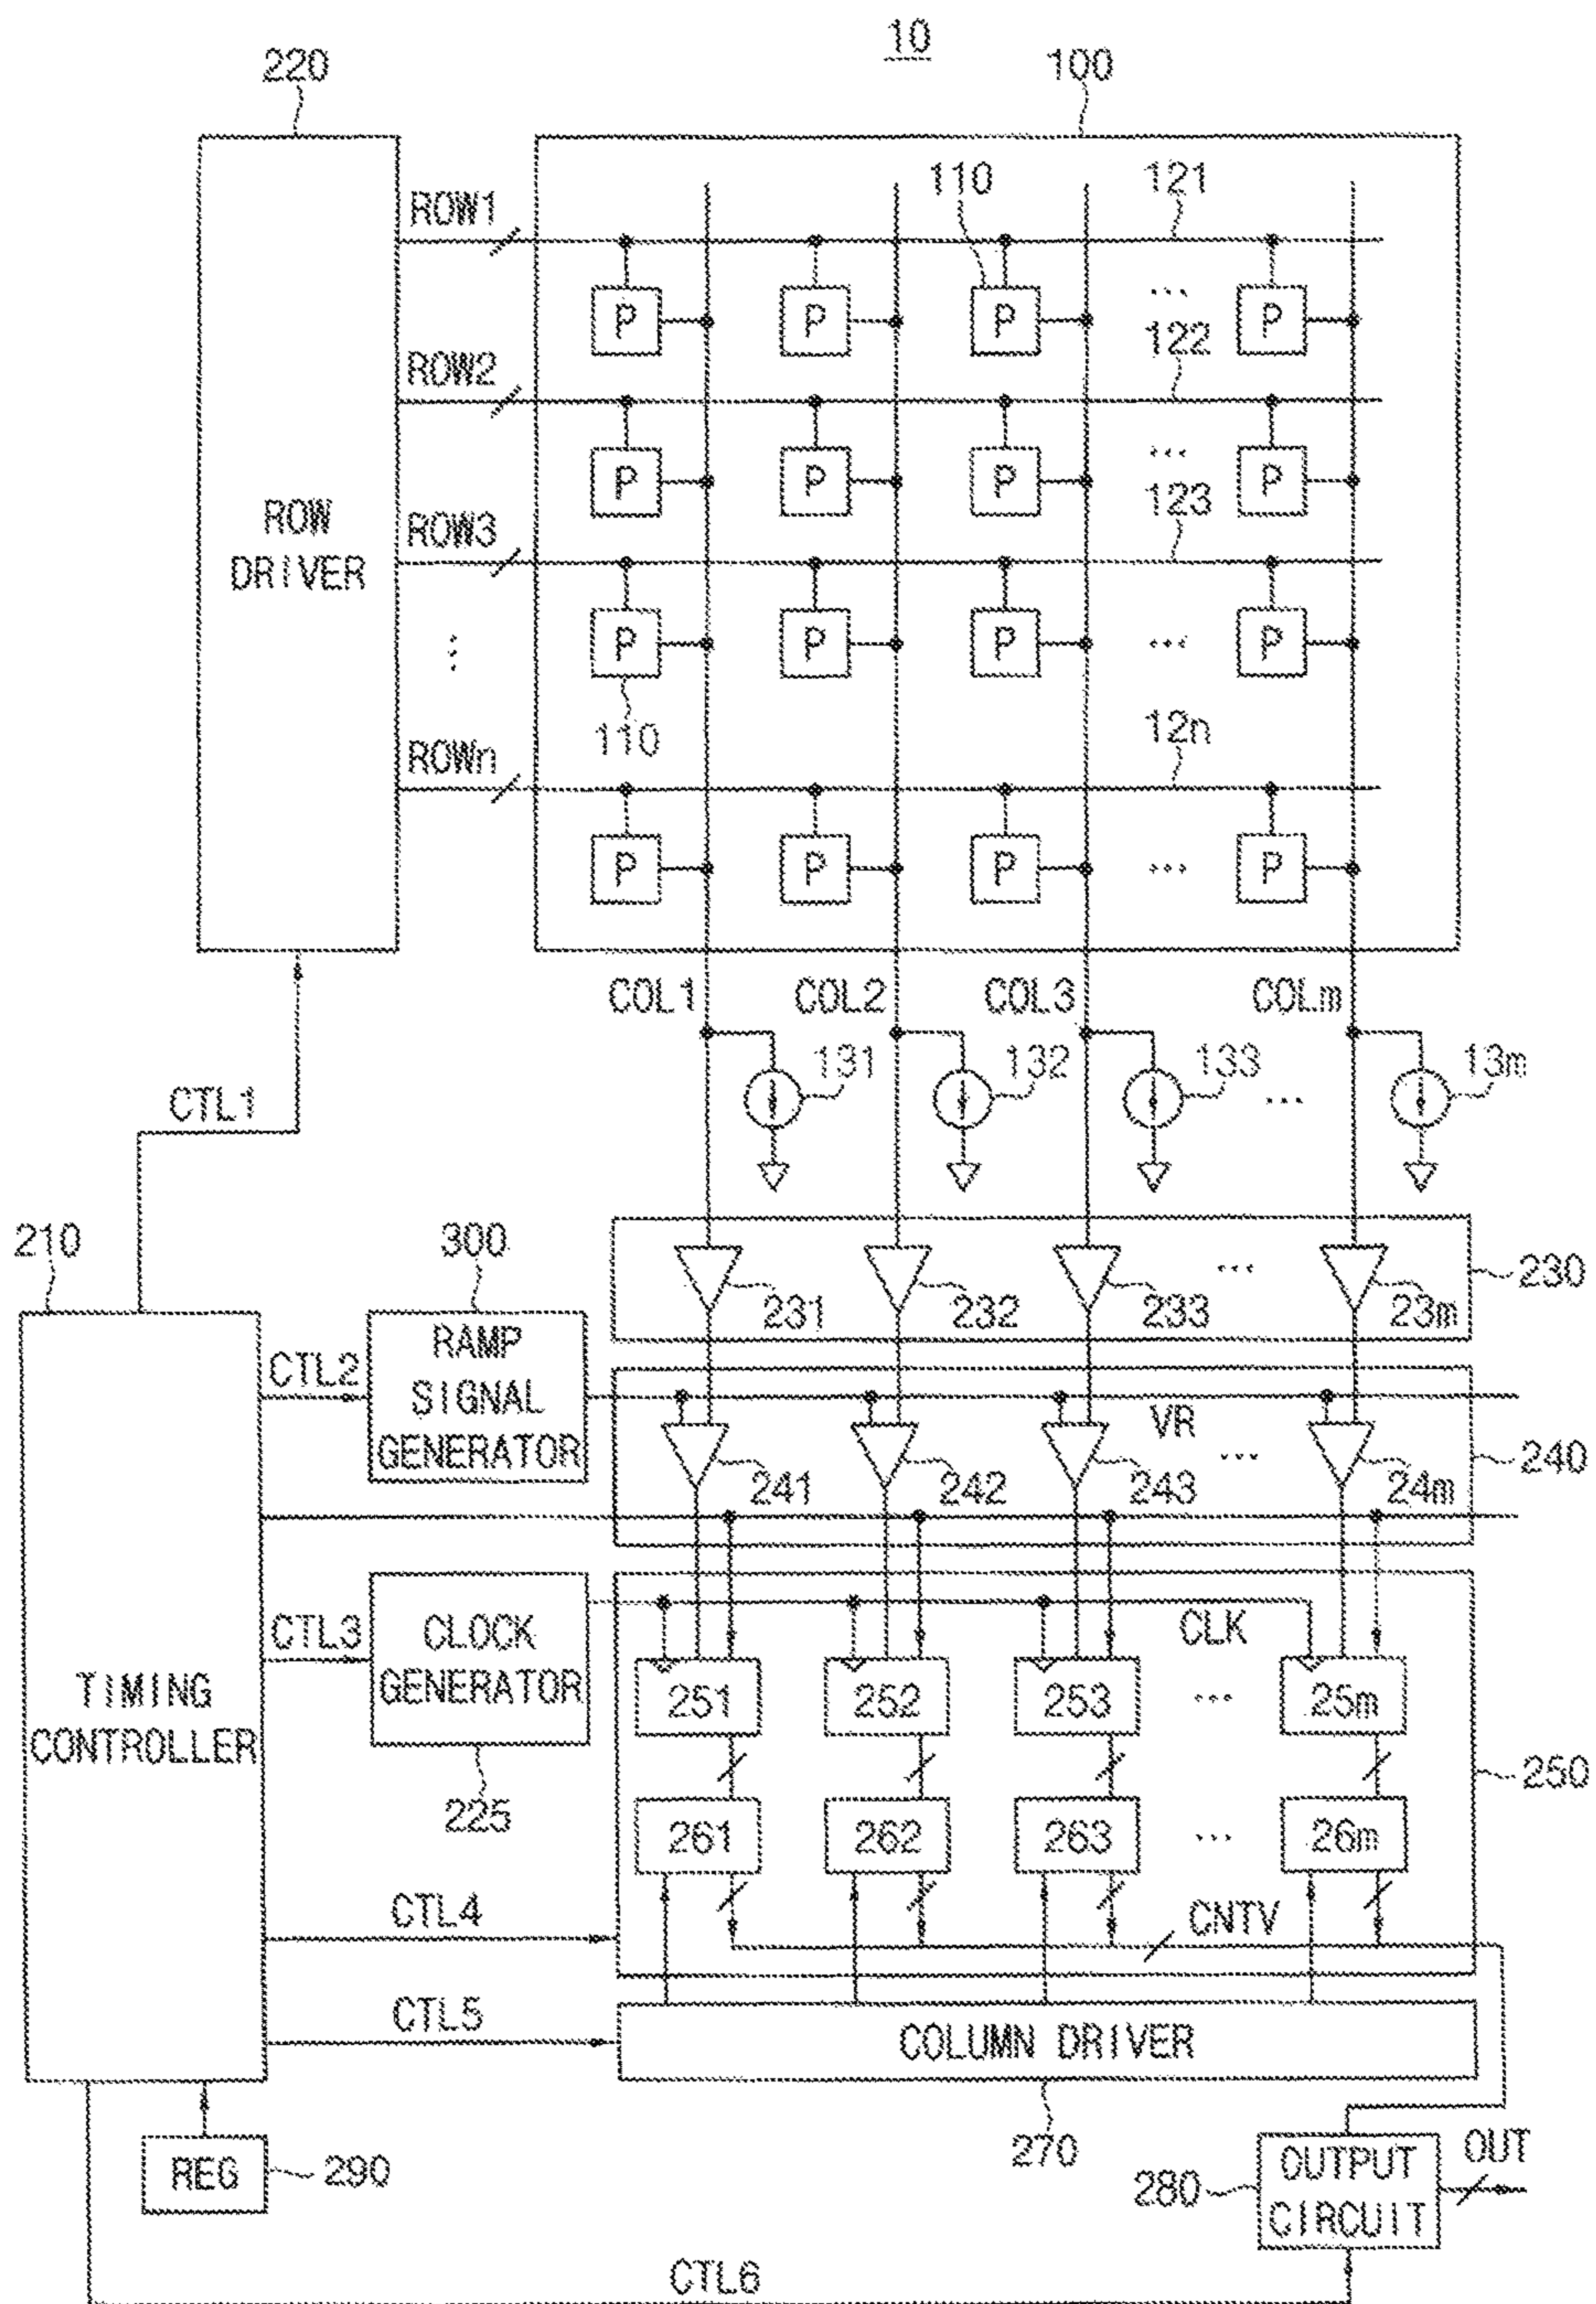 10
220
100
110
121
ROW1
P P P ... P
122
ROW2
P P P ... P
123
ROW3
ROW
DRIVER
P P P ... P
110
12n
ROWn
P P P ... P
COL1 COL2 COL3 COLm
131 132 133 ... 13m
CTL1
210
300
231 232 233 ... 23m
230
RAMP
SIGNAL
GENERATOR
CTL2
VR
241 242 243 ... 24m
240
CLOCK
GENERATOR
CTL3
CLK
TIMING
CONTROLLER
251 252 253 ... 25m
250
225
261 262 263 ... 26m
CTL4
CNTV
CTL5
COLUMN DRIVER
270
REG
290
280
OUTPUT
CIRCUIT
OUT
CTL6